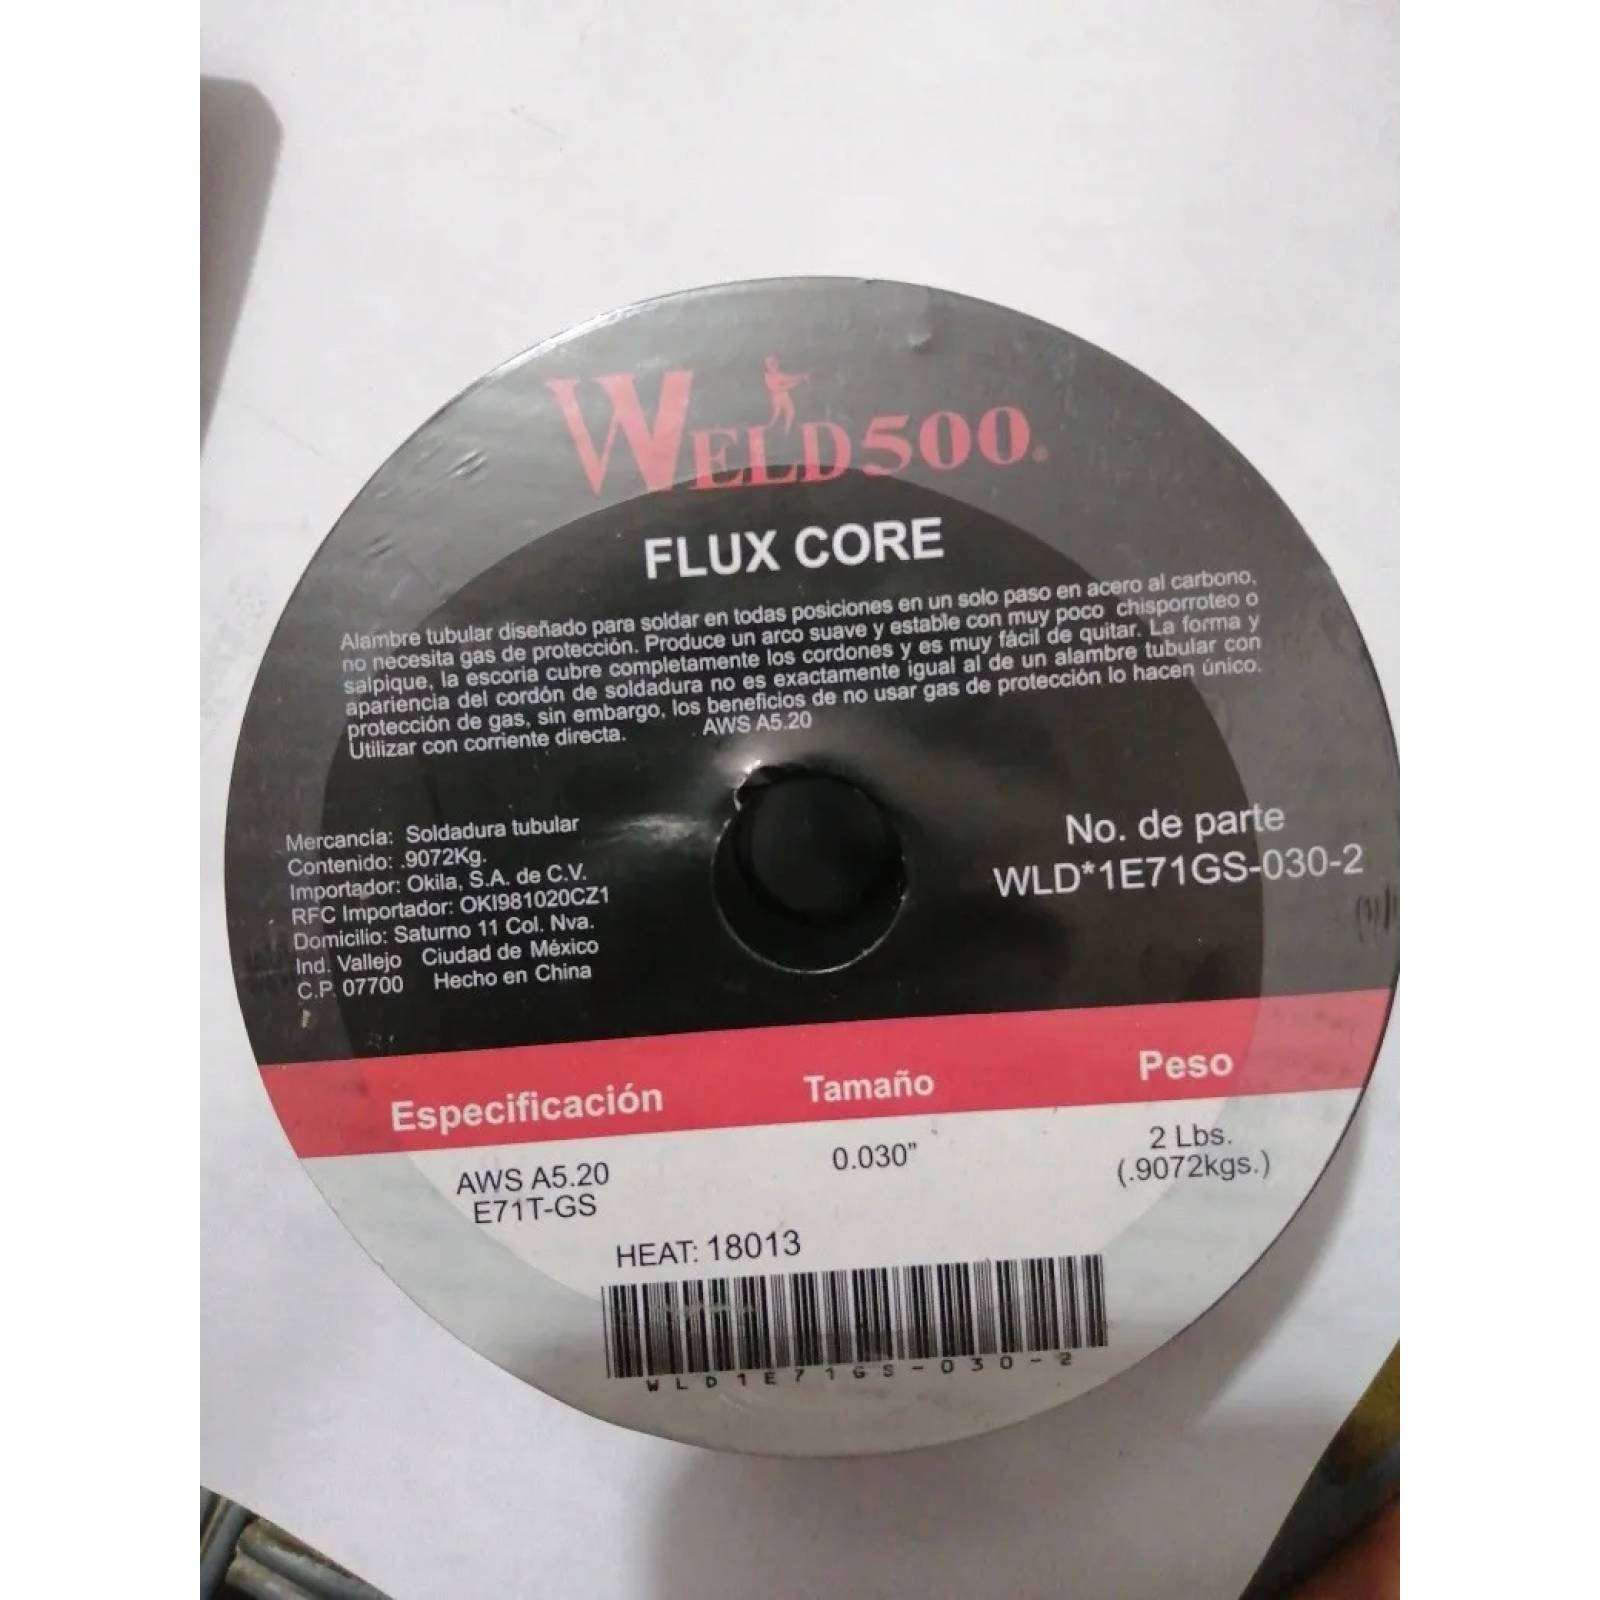 WELD500®
FLUX CORE
Alambre tubular diseñado para soldar en todas posiciones en un solo paso en acero al carbono,
no necesita gas de protección. Produce un arco suave y estable con muy poco chisporroteo o
salpique, la escoria cubre completamente los cordones y es muy fácil de quitar. La forma y
apariencia del cordón de soldadura no es exactamente igual al de un alambre tubular con
protección de gas, sin embargo, los beneficios de no usar gas de protección lo hacen único.
Utilizar con corriente directa. AWS A5.20
Mercancía: Soldadura tubular
Contenido: .9072Kg.
Importador: Okila, S.A. de C.V.
RFC Importador: OKI981020CZ1
Domicilio: Saturno 11 Col. Nva.
Ind. Vallejo Ciudad de México
C.P. 07700 Hecho en China
No. de parte
WLD*1E71GS-030-2
Especificación Tamaño Peso
AWS A5.20 0.030” 2 Lbs.
E71T-GS (.9072kgs.)
HEAT: 18013
WLD1E71GS-030-2